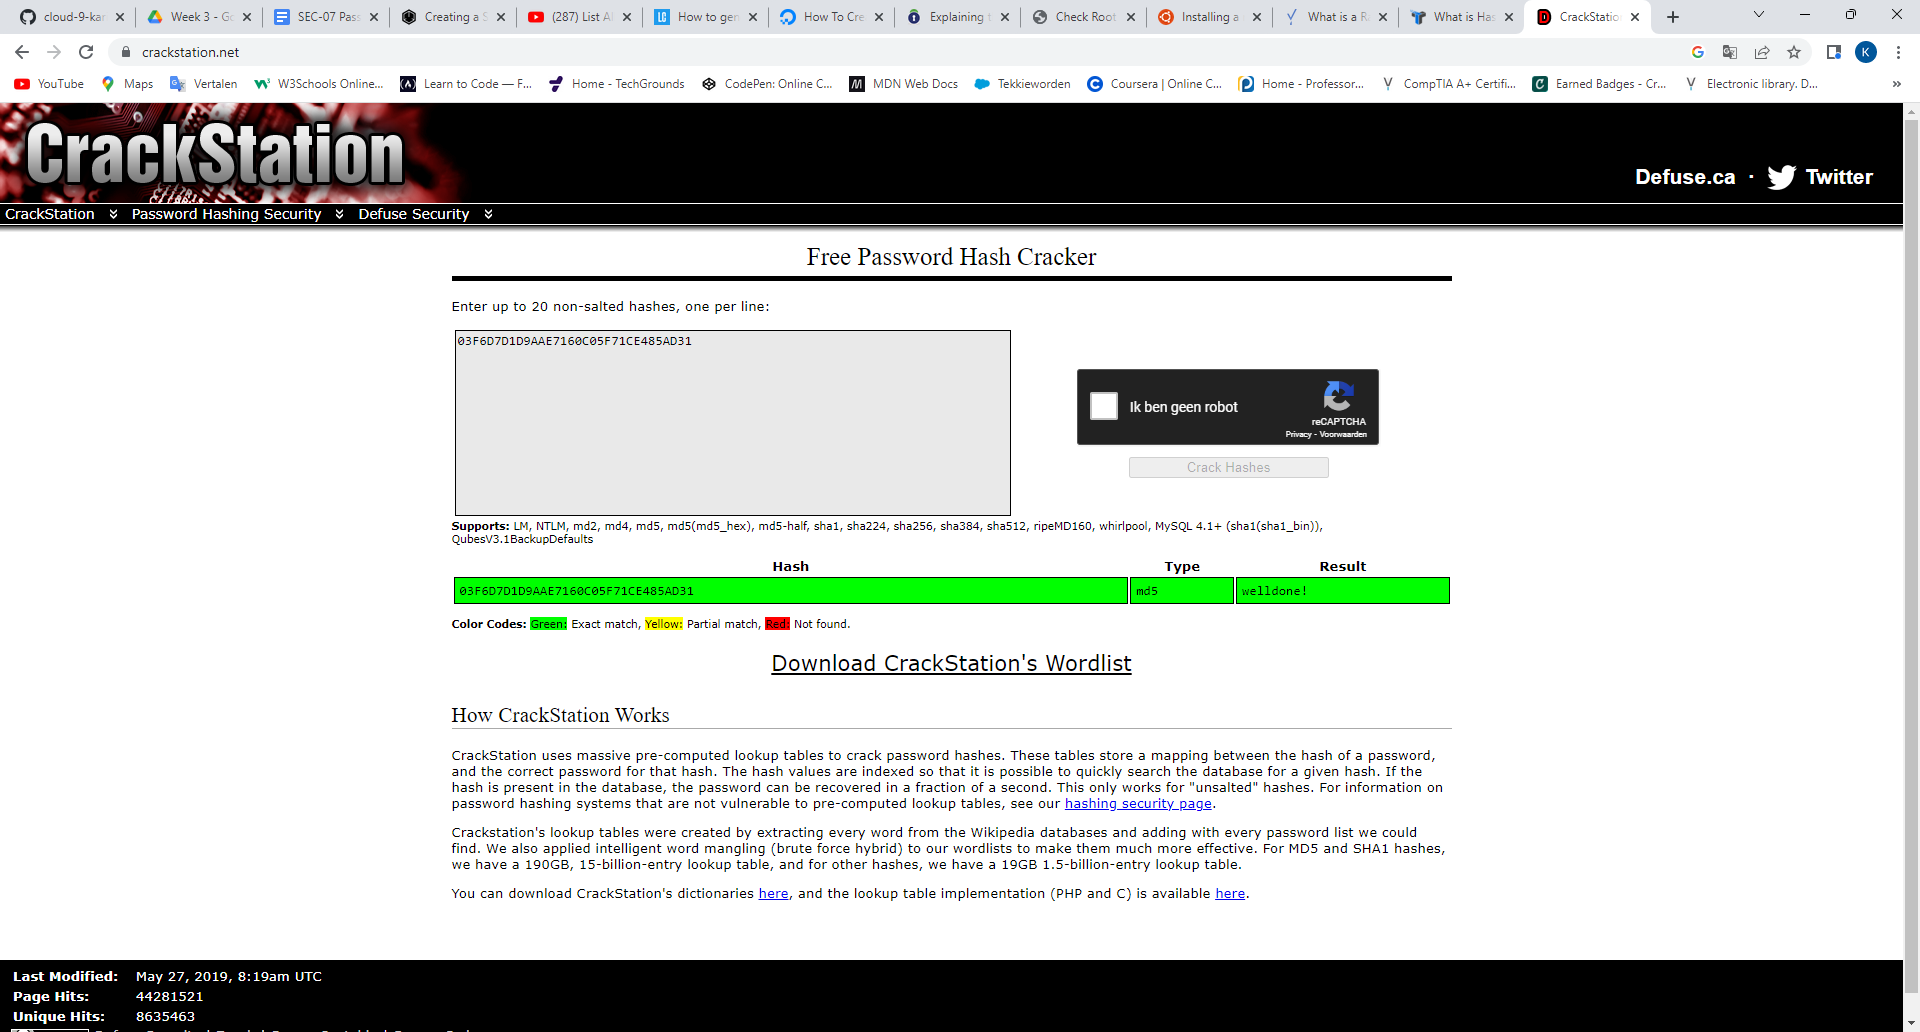 cloud-9-kar
Week 3 - Go
SEC-07 Pass
Creating a S
(287) List Al
How to gen
How To Cre
Explaining t
Check Root
Installing a
What is a Ra
What is Has
CrackStation
crackstation.net
K
YouTube
Maps
Vertalen
W3Schools Online...
Learn to Code — F...
Home - TechGrounds
CodePen: Online C...
MDN Web Docs
Tekkieworden
Coursera | Online C...
Home - Professor...
CompTIA A+ Certifi...
Earned Badges - Cr...
Electronic library. D...
CrackStation
Defuse.ca · Twitter
CrackStation Password Hashing Security Defuse Security
Free Password Hash Cracker
Enter up to 20 non-salted hashes, one per line:
03F6D7D1D9AAE7160C05F71CE485AD31
Ik ben geen robot
reCAPTCHA
Privacy - Voorwaarden
Crack Hashes
Supports: LM, NTLM, md2, md4, md5, md5(md5_hex), md5-half, sha1, sha224, sha256, sha384, sha512, ripeMD160, whirlpool, MySQL 4.1+ (sha1(sha1_bin)),
QubesV3.1BackupDefaults
Hash Type Result
03F6D7D1D9AAE7160C05F71CE485AD31 md5 welldone!
Color Codes: Green: Exact match, Yellow: Partial match, Red: Not found.
Download CrackStation's Wordlist
How CrackStation Works
CrackStation uses massive pre-computed lookup tables to crack password hashes. These tables store a mapping between the hash of a password,
and the correct password for that hash. The hash values are indexed so that it is possible to quickly search the database for a given hash. If the
hash is present in the database, the password can be recovered in a fraction of a second. This only works for "unsalted" hashes. For information on
password hashing systems that are not vulnerable to pre-computed lookup tables, see our hashing security page.
Crackstation's lookup tables were created by extracting every word from the Wikipedia databases and adding with every password list we could
find. We also applied intelligent word mangling (brute force hybrid) to our wordlists to make them much more effective. For MD5 and SHA1 hashes,
we have a 190GB, 15-billion-entry lookup table, and for other hashes, we have a 19GB 1.5-billion-entry lookup table.
You can download CrackStation's dictionaries here, and the lookup table implementation (PHP and C) is available here.
Last Modified: May 27, 2019, 8:19am UTC
Page Hits: 44281521
Unique Hits: 8635463